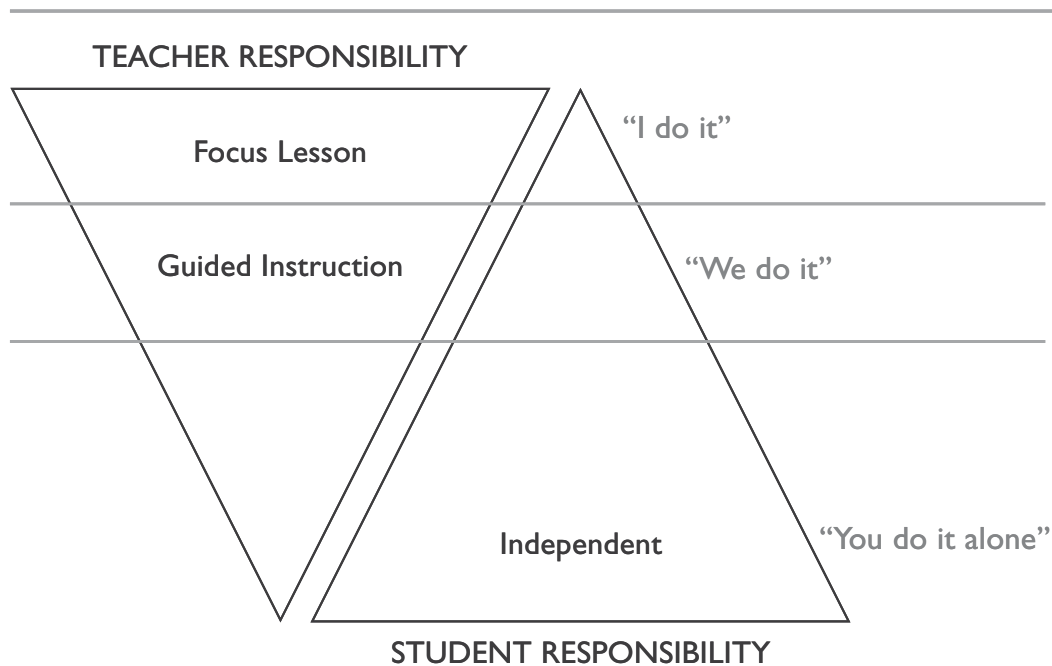 TEACHER RESPONSIBILITY
“I do it”
Focus Lesson
Guided Instruction
“We do it”
“You do it alone”
Independent
STUDENT RESPONSIBILITY